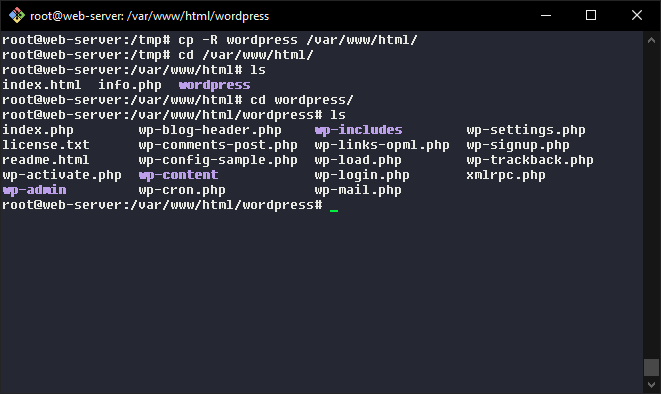 root@web-server: /var/www/html/wordpress
root@web-server:/tmp# cp -R wordpress /var/www/html/
root@web-server:/tmp# cd /var/www/html/
root@web-server:/var/www/html# ls
index.html  info.php  wordpress
root@web-server:/var/www/html# cd wordpress/
root@web-server:/var/www/html/wordpress# ls
index.php        wp-blog-header.php    wp-includes        wp-settings.php
license.txt      wp-comments-post.php  wp-links-opml.php  wp-signup.php
readme.html      wp-config-sample.php  wp-load.php        wp-trackback.php
wp-activate.php  wp-content            wp-login.php       xmlrpc.php
wp-admin         wp-cron.php           wp-mail.php
root@web-server:/var/www/html/wordpress#